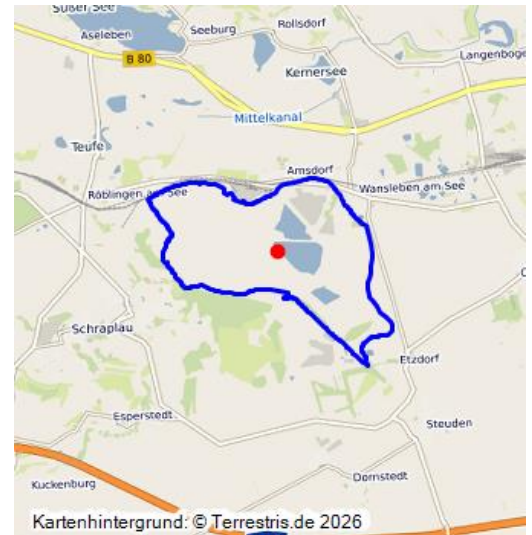 Süßer See
Aseleben
Seeburg
Rollsdorf
B 80
Kernersee
Langenboge
Mittelkanal
Teufe
Amsdorf
Röblingen am See
Wansleben am See
Schraplau
Etzdorf
Esperstedt
Steuden
Dornstedt
Kuckenburg
Kartenhintergrund: © Terrestris.de 2026